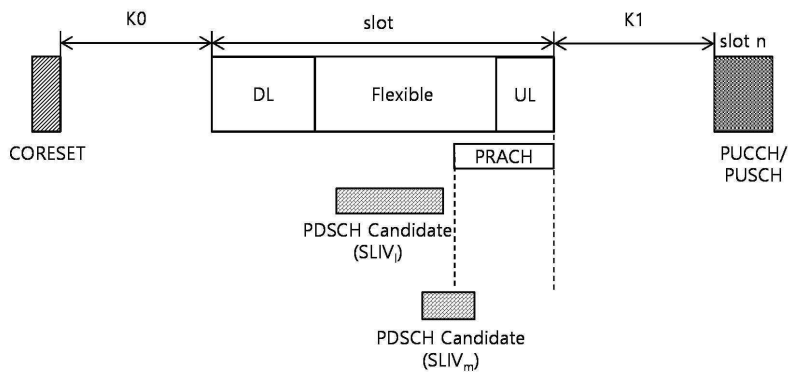 K0
slot
K1
slot n
DL
Flexible
UL
CORESET
PRACH
PUCCH/
PUSCH
PDSCH Candidate
(SLIVl)
PDSCH Candidate
(SLIVm)